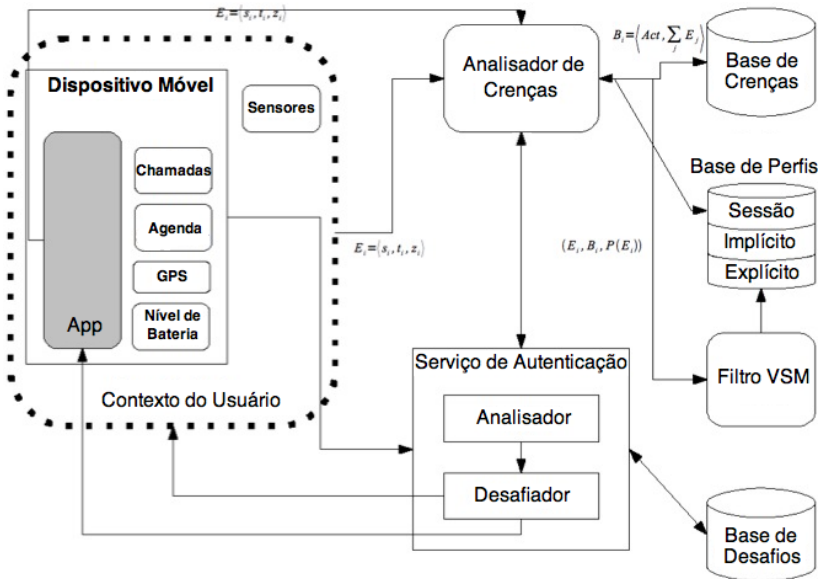 E_i=⟨s_i, t_i, z_i⟩
B_i=⟨Act, ∑_j E_j⟩
Dispositivo Móvel
Sensores
Analisador de
Crenças
Base de
Crenças
Chamadas
Agenda
GPS
Nível de
Bateria
App
Contexto do Usuário
E_i=⟨s_i, t_i, z_i⟩
(E_i, B_i, P(E_i))
Base de Perfis
Sessão
Implícito
Explícito
Filtro VSM
Serviço de Autenticação
Analisador
Desafiador
Base de
Desafios